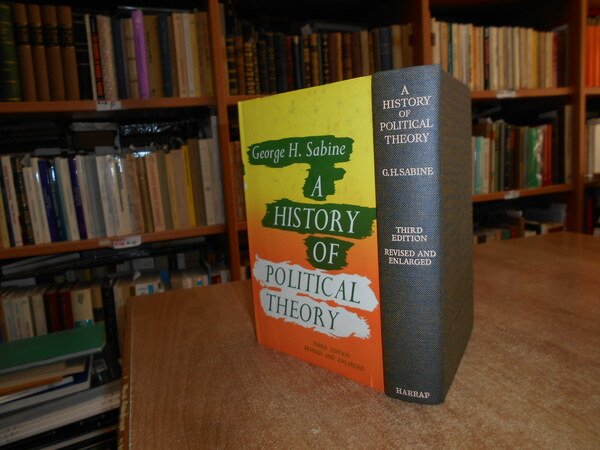 George H. Sabine
A
HISTORY
OF
POLITICAL
THEORY
THIRD EDITION
REVISED AND ENLARGED
A
HISTORY
OF
POLITICAL
THEORY
G.H.SABINE
THIRD
EDITION
REVISED AND
ENLARGED
HARRAP